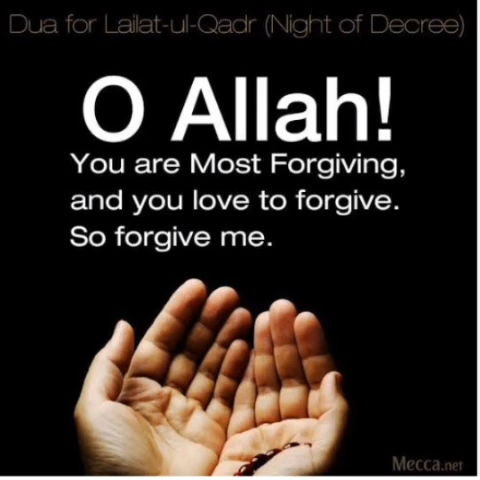 Dua for Lailat-ul-Qadr (Night of Decree)
O Allah!
You are Most Forgiving,
and you love to forgive.
So forgive me.
Mecca.net